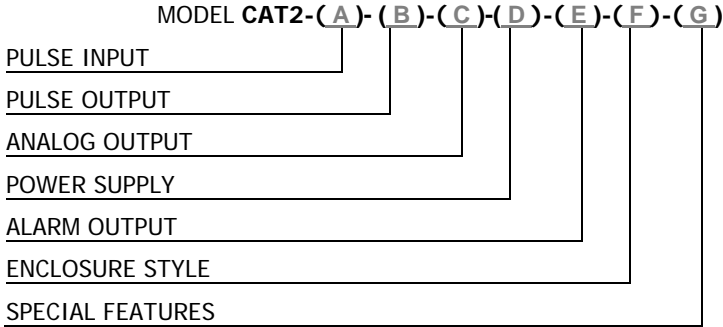 MODEL CAT2-( A )- ( B )-( C )-( D )-( E )-( F )-( G )
PULSE INPUT
PULSE OUTPUT
ANALOG OUTPUT
POWER SUPPLY
ALARM OUTPUT
ENCLOSURE STYLE
SPECIAL FEATURES